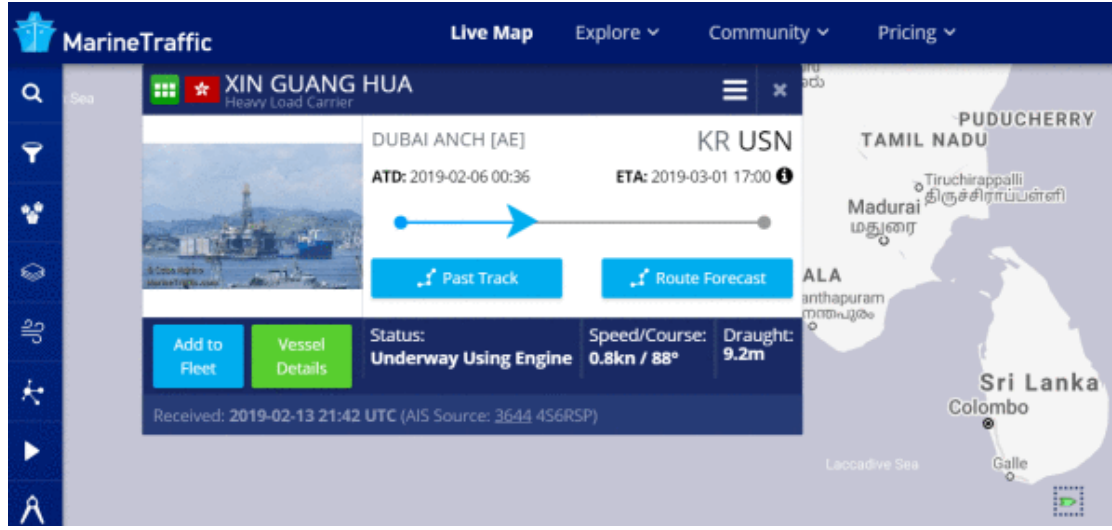 MarineTraffic
Live Map
Explore
Community
Pricing
XIN GUANG HUA
Heavy Load Carrier
DUBAI ANCH [AE]
KR USN
ATD: 2019-02-06 00:36
ETA: 2019-03-01 17:00
Past Track
Route Forecast
Add to
Fleet
Vessel
Details
Status:
Underway Using Engine
Speed/Course:
0.8kn / 88°
Draught:
9.2m
Received: 2019-02-13 21:42 UTC (AIS Source: 3644 4S6RSP)
Sea
PUDUCHERRY
TAMIL NADU
Tiruchirappalli
திருச்சிராப்பள்ளி
Madurai
மதுரை
ALA
anthapuram
Sri Lanka
Colombo
Laccadive Sea
Galle